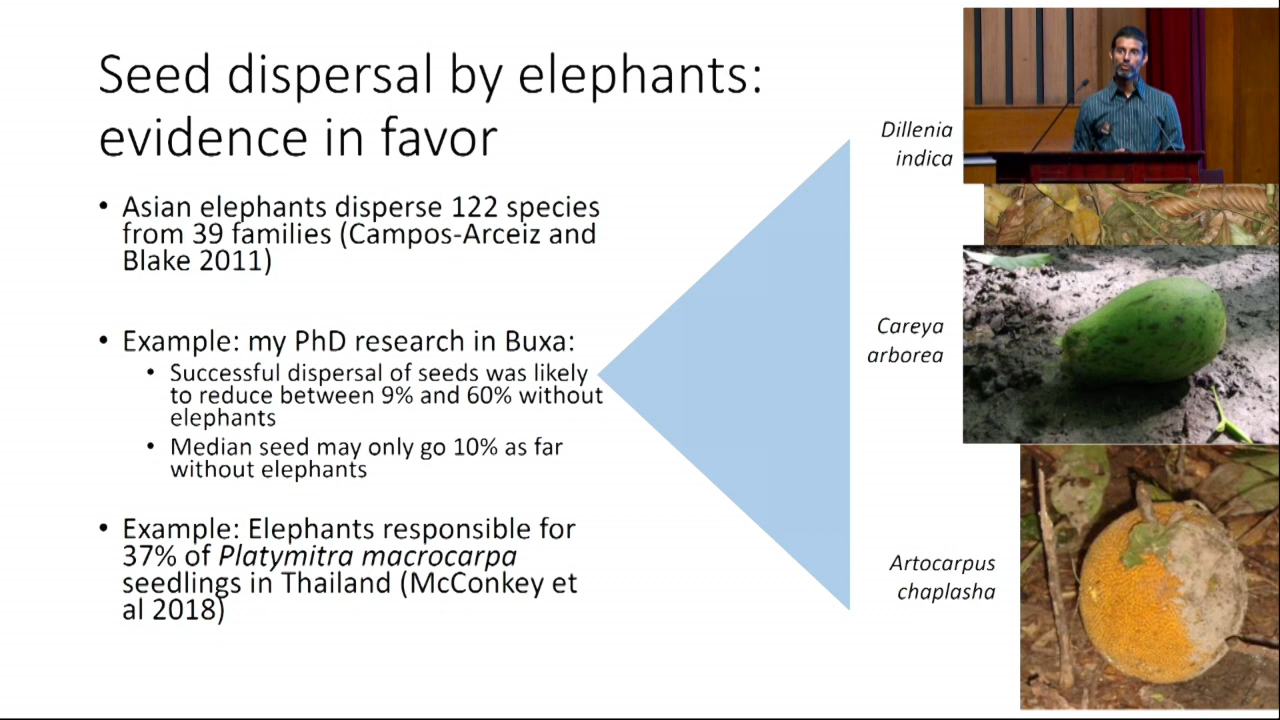 Seed dispersal by elephants:
evidence in favor
• Asian elephants disperse 122 species
from 39 families (Campos-Arceiz and
Blake 2011)
• Example: my PhD research in Buxa:
• Successful dispersal of seeds was likely
to reduce between 9% and 60% without
elephants
• Median seed may only go 10% as far
without elephants
• Example: Elephants responsible for
37% of Platymitra macrocarpa
seedlings in Thailand (McConkey et
al 2018)
Dillenia
indica
Careya
arborea
Artocarpus
chaplasha